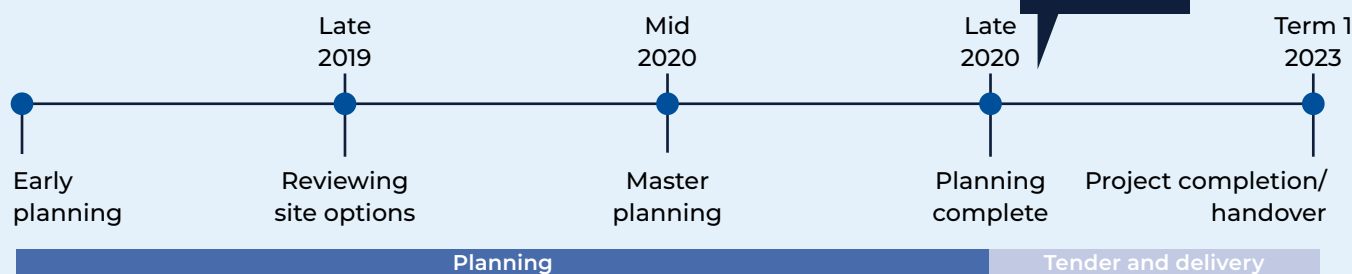 Late
2019
Mid
2020
Late
2020
Term 1
2023
Early
planning
Reviewing
site options
Master
planning
Planning
complete
Project completion/
handover
Planning
Tender and delivery